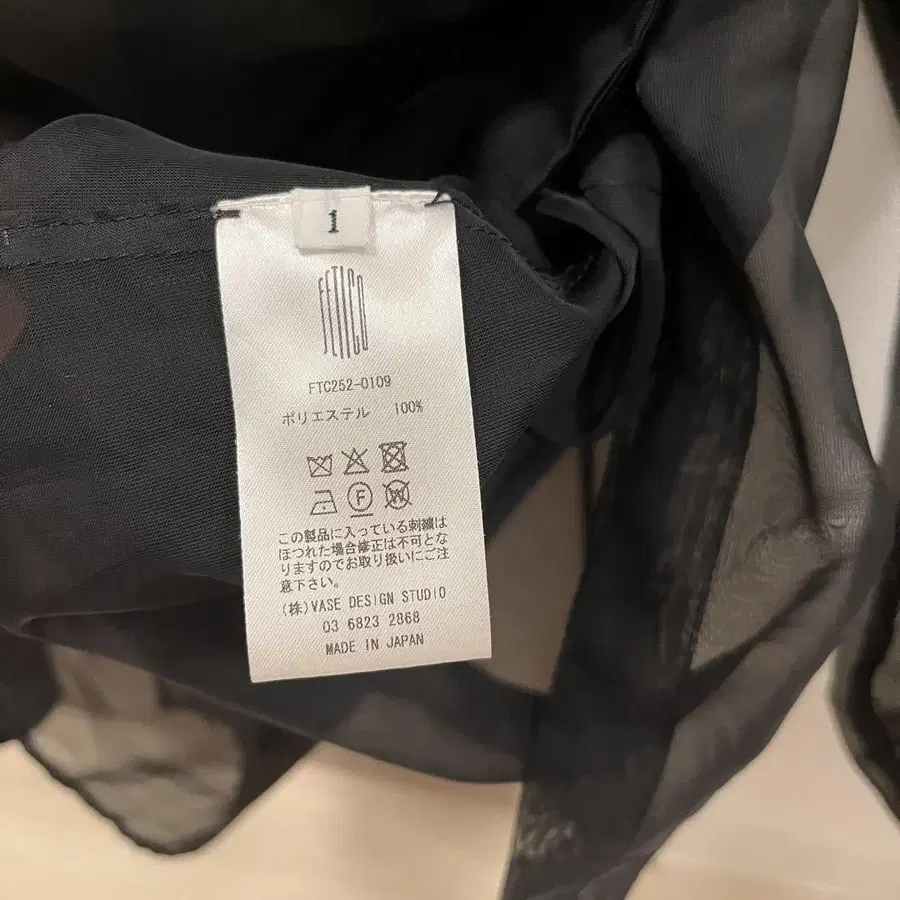 1
FETICO
FTC252-0109
ポリエステル 100%
F
W
この製品に入っている刺繍は
ほつれた場合修正は不可とな
りますのでお取り扱いにご注
意下さい。
(株)VASE DESIGN STUDIO
03 6823 2868
MADE IN JAPAN